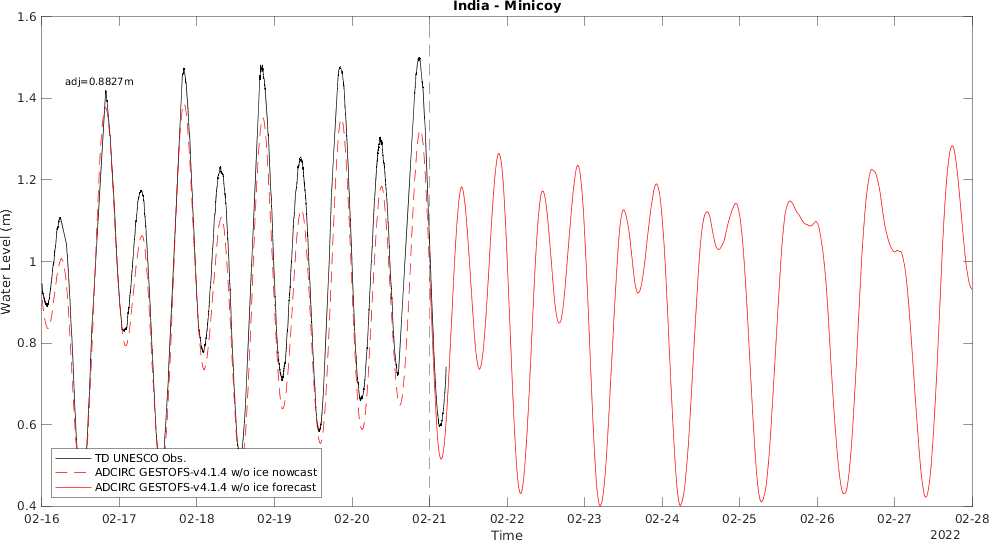 India - Minicoy
1.6
1.4
1.2
1
0.8
0.6
0.4
Water Level (m)
adj=0.8827m
TD UNESCO Obs.
ADCIRC GESTOFS-v4.1.4 w/o ice nowcast
ADCIRC GESTOFS-v4.1.4 w/o ice forecast
02-16 02-17 02-18 02-19 02-20 02-21 02-22 02-23 02-24 02-25 02-26 02-27 02-28
Time
2022